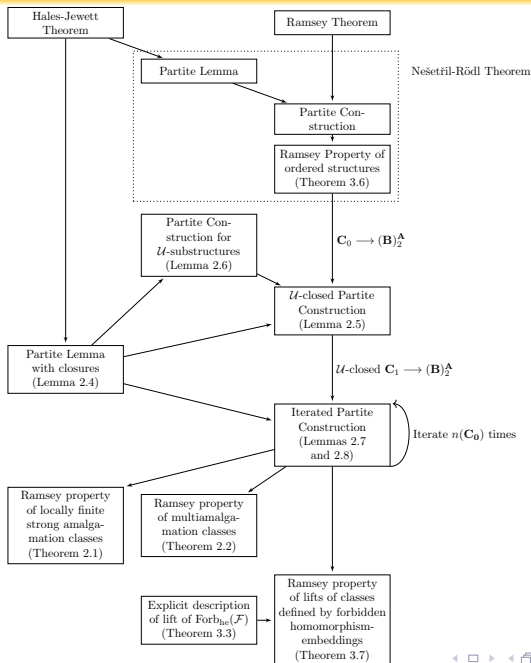 Hales-Jewett
Theorem
Ramsey Theorem
Partite Lemma
Nešetřil-Rödl Theorem
Partite Con-
struction
Ramsey Property of
ordered structures
(Theorem 3.6)
Partite Con-
struction for
𝒰-substructures
(Lemma 2.6)
C₀ ⟶ (B)₂ᴬ
𝒰-closed Partite
Construction
(Lemma 2.5)
Partite Lemma
with closures
(Lemma 2.4)
𝒰-closed C₁ ⟶ (B)₂ᴬ
Iterated Partite
Construction
(Lemmas 2.7
and 2.8)
Iterate n(C₀) times
Ramsey property
of locally finite
strong amalga-
mation classes
(Theorem 2.1)
Ramsey property
of multiamalga-
mation classes
(Theorem 2.2)
Explicit description
of lift of Forb_he(ℱ)
(Theorem 3.3)
Ramsey property
of lifts of classes
defined by forbidden
homomorphism-
embeddings
(Theorem 3.7)